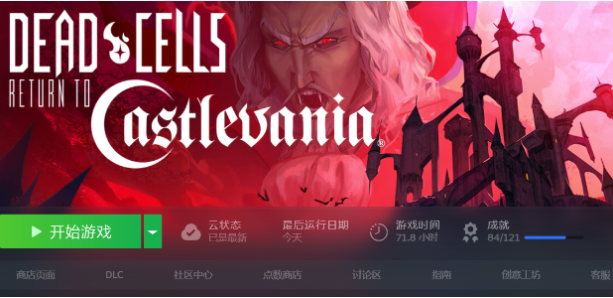 DEAD CELLS
RETURN TO
Castlevania®
开始游戏
云状态
已是最新
最后运行日期
今天
游戏时间
71.8 小时
成就
84/121
商店页面 DLC 社区中心 点数商店 讨论区 指南 创意工坊 客服